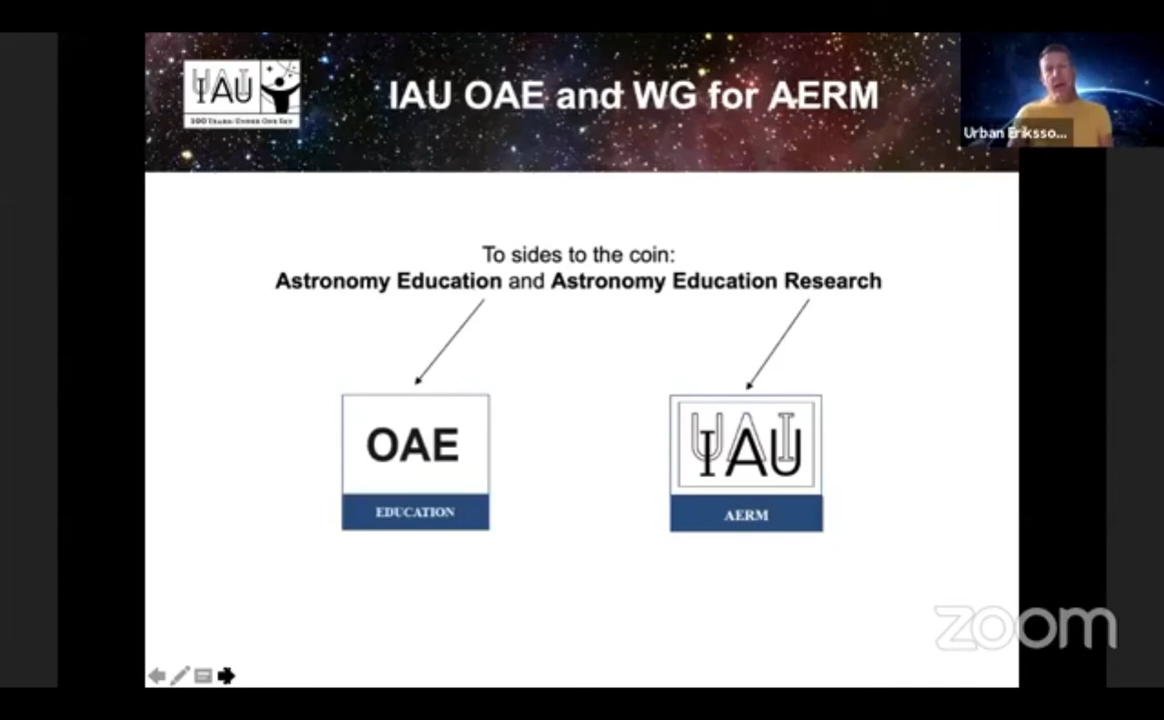 IAU
100 YEARS: UNDER ONE SKY
IAU OAE and WG for AERM
Urban Eriksso...
To sides to the coin:
Astronomy Education and Astronomy Education Research
OAE
EDUCATION
UAI
IAU
AERM
zoom